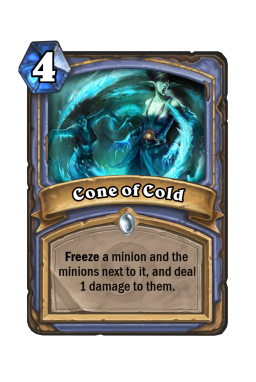 4
Cone of Cold
Freeze a minion and the
minions next to it, and deal
1 damage to them.